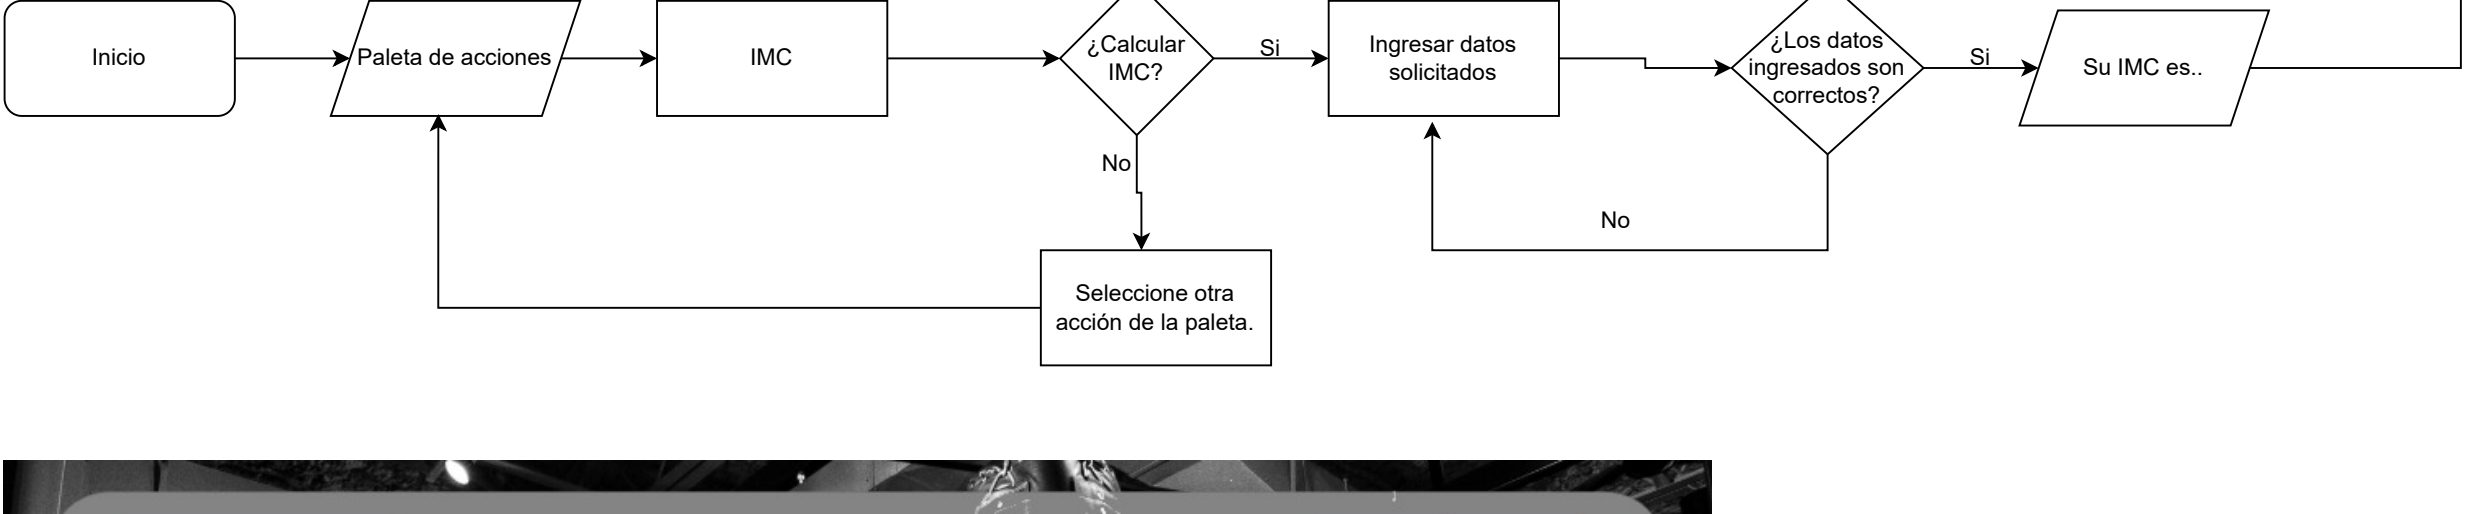 Inicio
Paleta de acciones
IMC
¿Calcular
IMC?
Si
Ingresar datos
solicitados
¿Los datos
ingresados son
correctos?
Si
Su IMC es..
No
No
Seleccione otra
acción de la paleta.